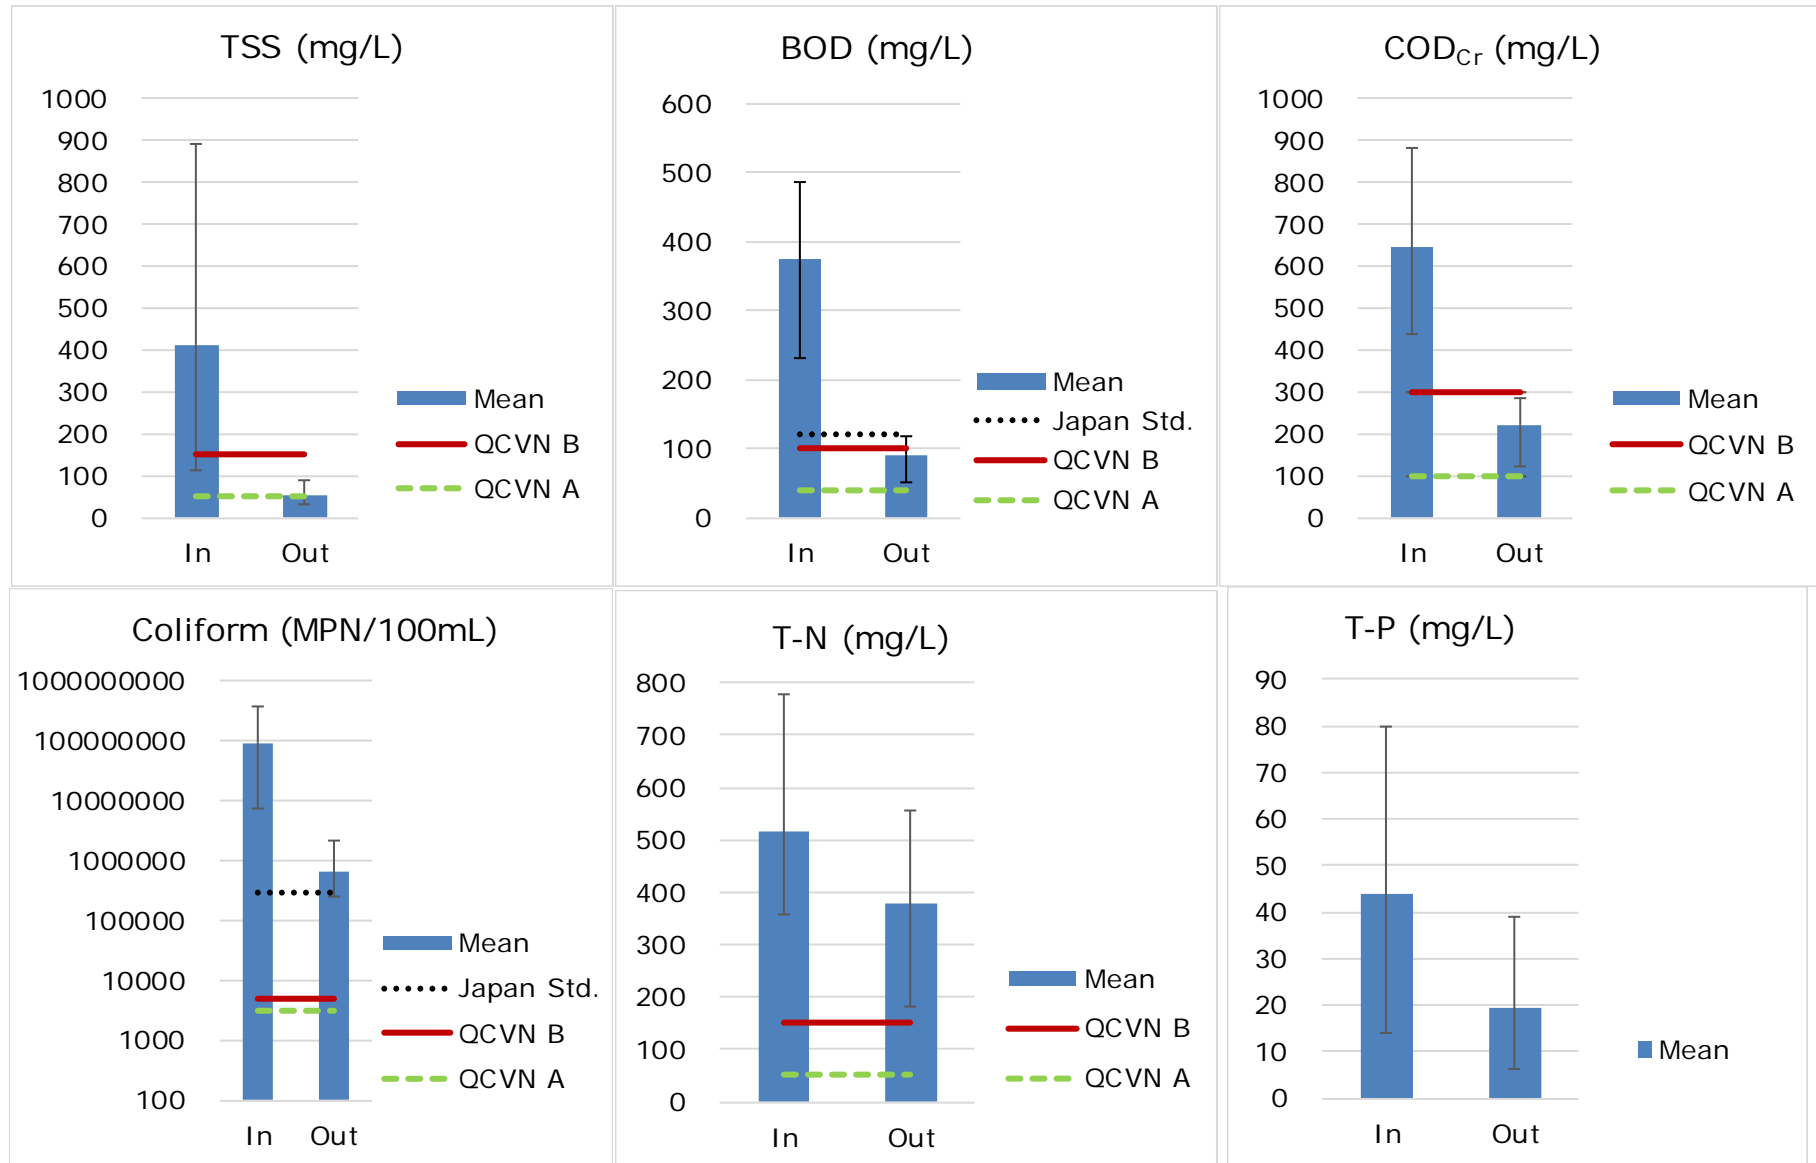 TSS (mg/L)
1000
900
800
700
600
500
400
300
200
100
0
In Out
Mean
QCVN B
QCVN A
BOD (mg/L)
600
500
400
300
200
100
0
In Out
Mean
Japan Std.
QCVN B
QCVN A
COD_Cr (mg/L)
1000
900
800
700
600
500
400
300
200
100
0
In Out
Mean
QCVN B
QCVN A
Coliform (MPN/100mL)
1000000000
100000000
10000000
1000000
100000
10000
1000
100
In Out
Mean
Japan Std.
QCVN B
QCVN A
T-N (mg/L)
800
700
600
500
400
300
200
100
0
In Out
Mean
QCVN B
QCVN A
T-P (mg/L)
90
80
70
60
50
40
30
20
10
0
In Out
Mean